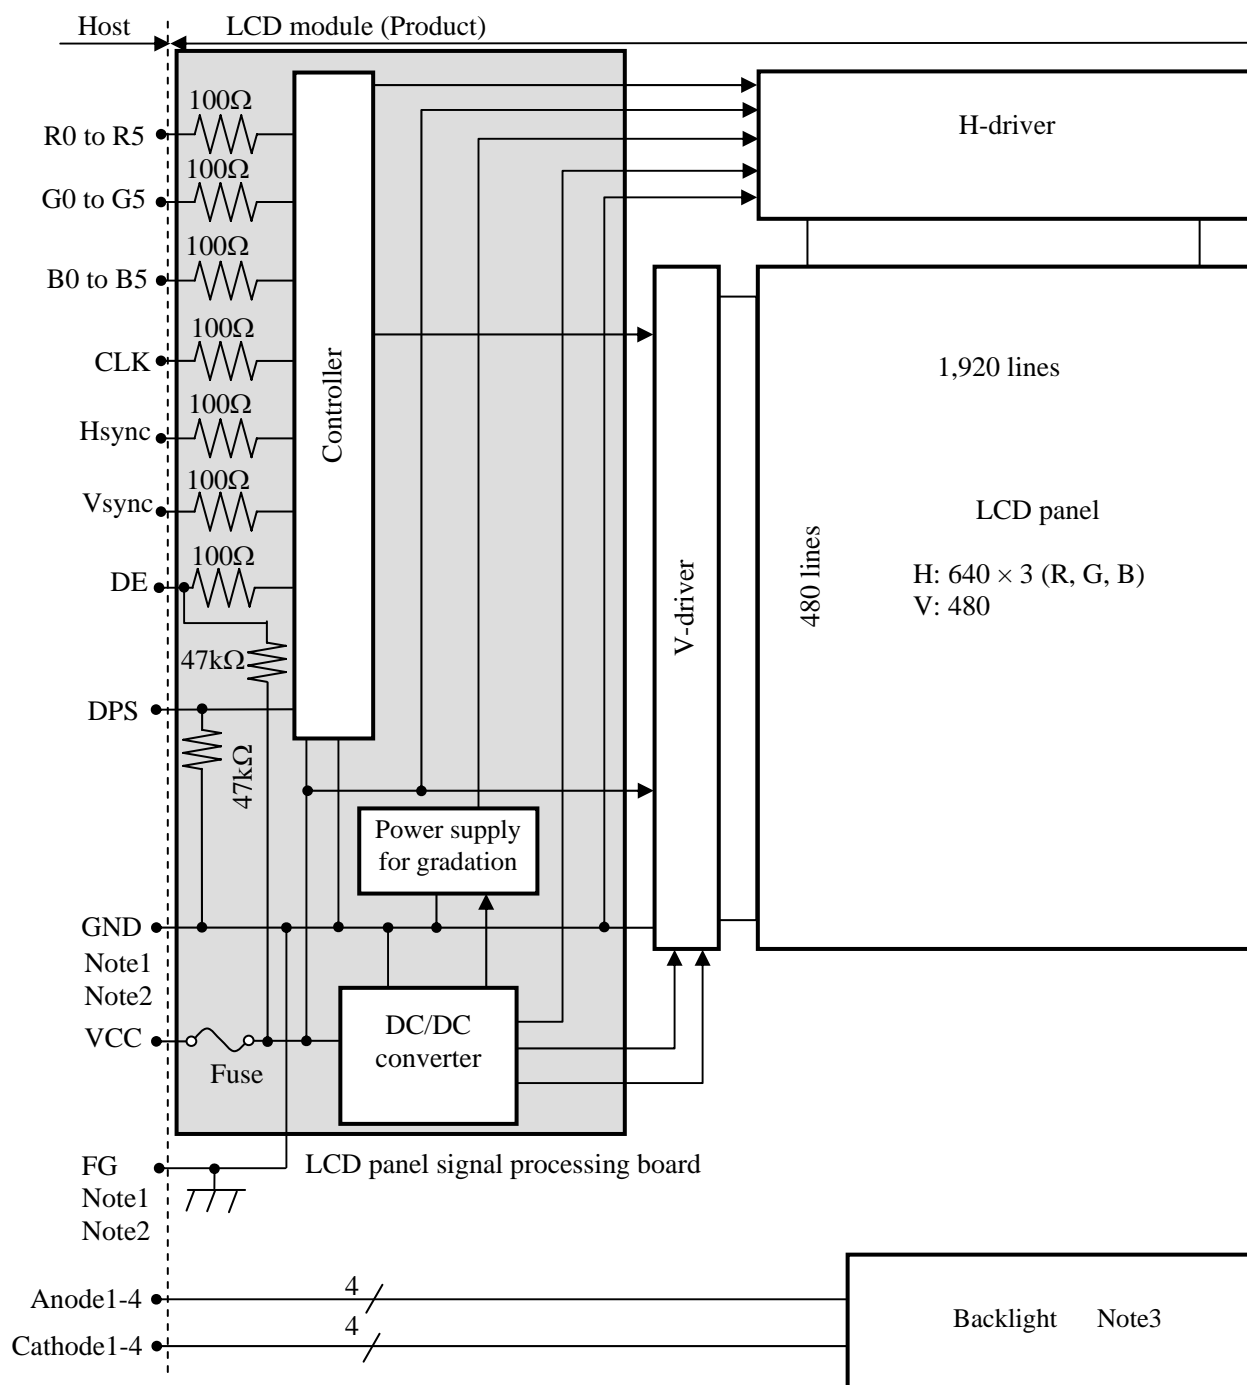 Host
LCD module (Product)
R0 to R5
100Ω
G0 to G5
100Ω
B0 to B5
100Ω
CLK
100Ω
Hsync
100Ω
Vsync
100Ω
DE
100Ω
47kΩ
DPS
47kΩ
Controller
H-driver
V-driver
1,920 lines
480 lines
LCD panel
H: 640 × 3 (R, G, B)
V: 480
Power supply
for gradation
GND
Note1
Note2
VCC
Fuse
DC/DC
converter
FG
Note1
Note2
LCD panel signal processing board
Anode1-4
4
Cathode1-4
4
Backlight Note3